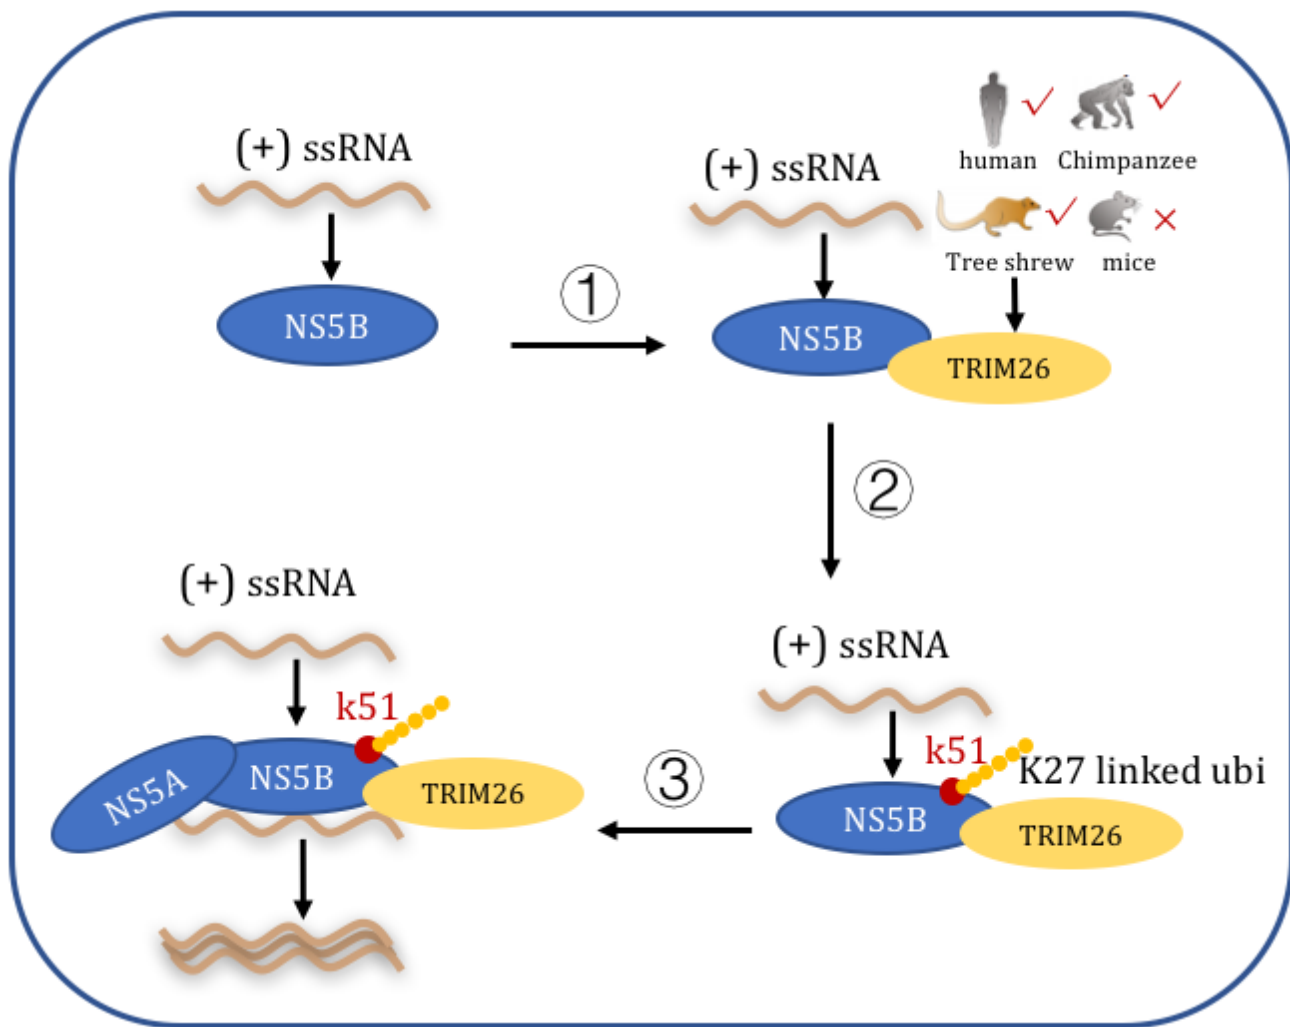 (+) ssRNA
NS5B
①
(+) ssRNA
human
Chimpanzee
Tree shrew
mice
NS5B
TRIM26
②
(+) ssRNA
k51
K27 linked ubi
NS5B
TRIM26
③
(+) ssRNA
k51
NS5A
NS5B
TRIM26